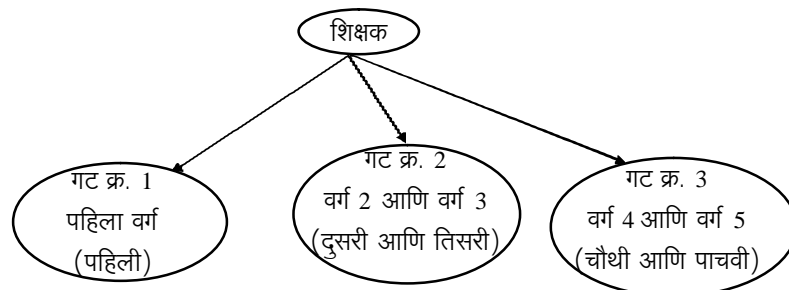 शिक्षक
गट क्र. 1
पहिला वर्ग
(पहिली)
गट क्र. 2
वर्ग 2 आणि वर्ग 3
(दुसरी आणि तिसरी)
गट क्र. 3
वर्ग 4 आणि वर्ग 5
(चौथी आणि पाचवी)